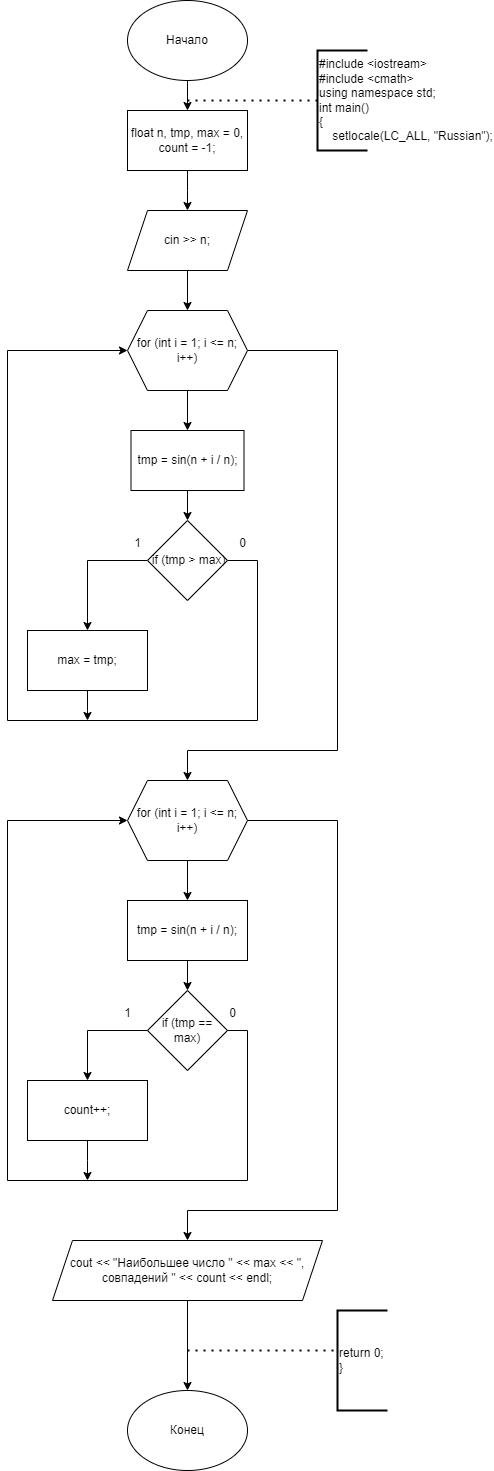 Начало
#include <iostream>
#include <cmath>
using namespace std;
int main()
{
setlocale(LC_ALL, "Russian");
float n, tmp, max = 0,
count = -1;
cin >> n;
for (int i = 1; i <= n;
i++)
tmp = sin(n + i / n);
1
0
if (tmp > max)
max = tmp;
for (int i = 1; i <= n;
i++)
tmp = sin(n + i / n);
1
0
if (tmp ==
max)
count++;
cout << "Наибольшее число " << max << ",
совпадений " << count << endl;
return 0;
}
Конец